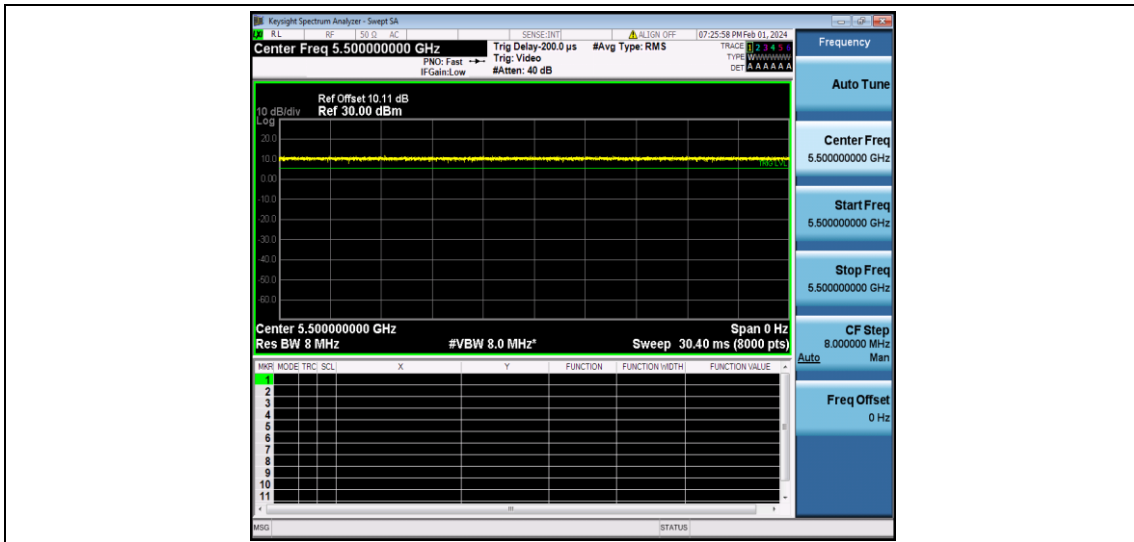 Keysight Spectrum Analyzer - Swept SA
LXI RL RF 50 Ω AC SENSE:INT ALIGN OFF 07:25:58 PM Feb 01, 2024
Center Freq 5.500000000 GHz
Trig Delay-200.0 µs #Avg Type: RMS TRACE 1 2 3 4 5 6
PNO: Fast Trig: Video TYPE WWWWWW
IFGain:Low #Atten: 40 dB DET A A A A A A
Ref Offset 10.11 dB
10 dB/div Ref 30.00 dBm
Log
20.0
10.0
TRIG LVL
0.00
-10.0
-20.0
-30.0
-40.0
-50.0
-60.0
Center 5.500000000 GHz Span 0 Hz
Res BW 8 MHz #VBW 8.0 MHz* Sweep 30.40 ms (8000 pts)
MKR MODE TRC SCL X Y FUNCTION FUNCTION WIDTH FUNCTION VALUE
1
2
3
4
5
6
7
8
9
10
11
MSG STATUS
Frequency
Auto Tune
Center Freq
5.500000000 GHz
Start Freq
5.500000000 GHz
Stop Freq
5.500000000 GHz
CF Step
8.000000 MHz
Auto Man
Freq Offset
0 Hz